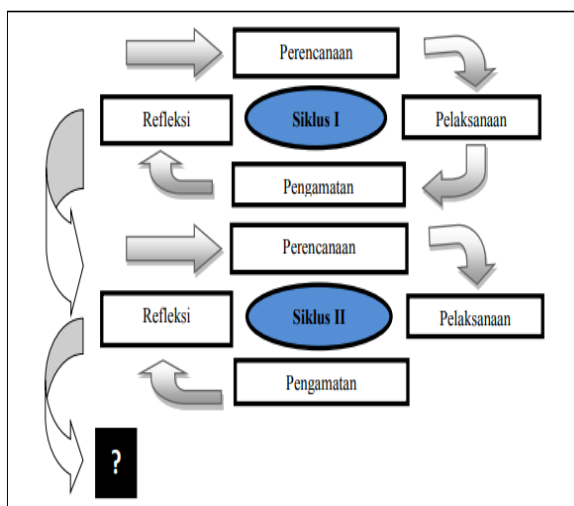 Perencanaan
Refleksi
Siklus I
Pelaksanaan
Pengamatan
Perencanaan
Refleksi
Siklus II
Pelaksanaan
Pengamatan
?